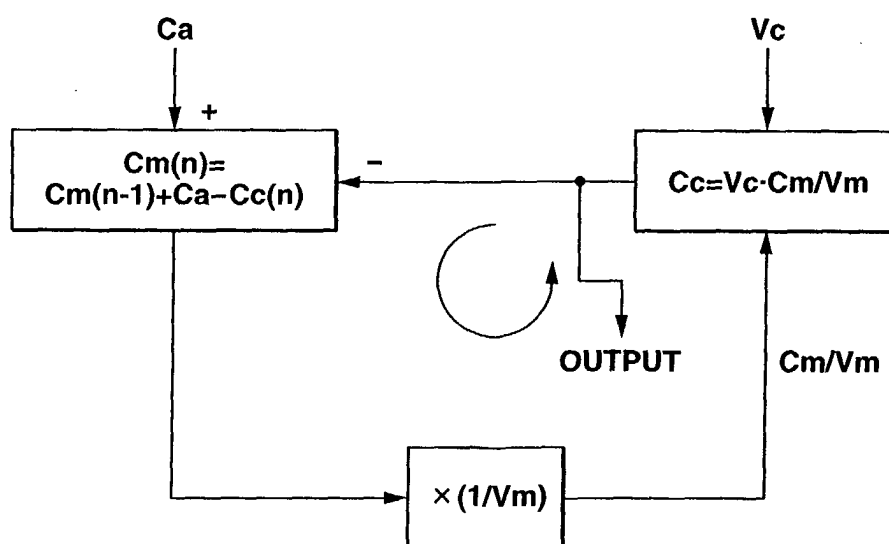 Ca
Vc
+
−
Cm(n)=
Cm(n-1)+Ca−Cc(n)
Cc=Vc·Cm/Vm
OUTPUT
Cm/Vm
×(1/Vm)